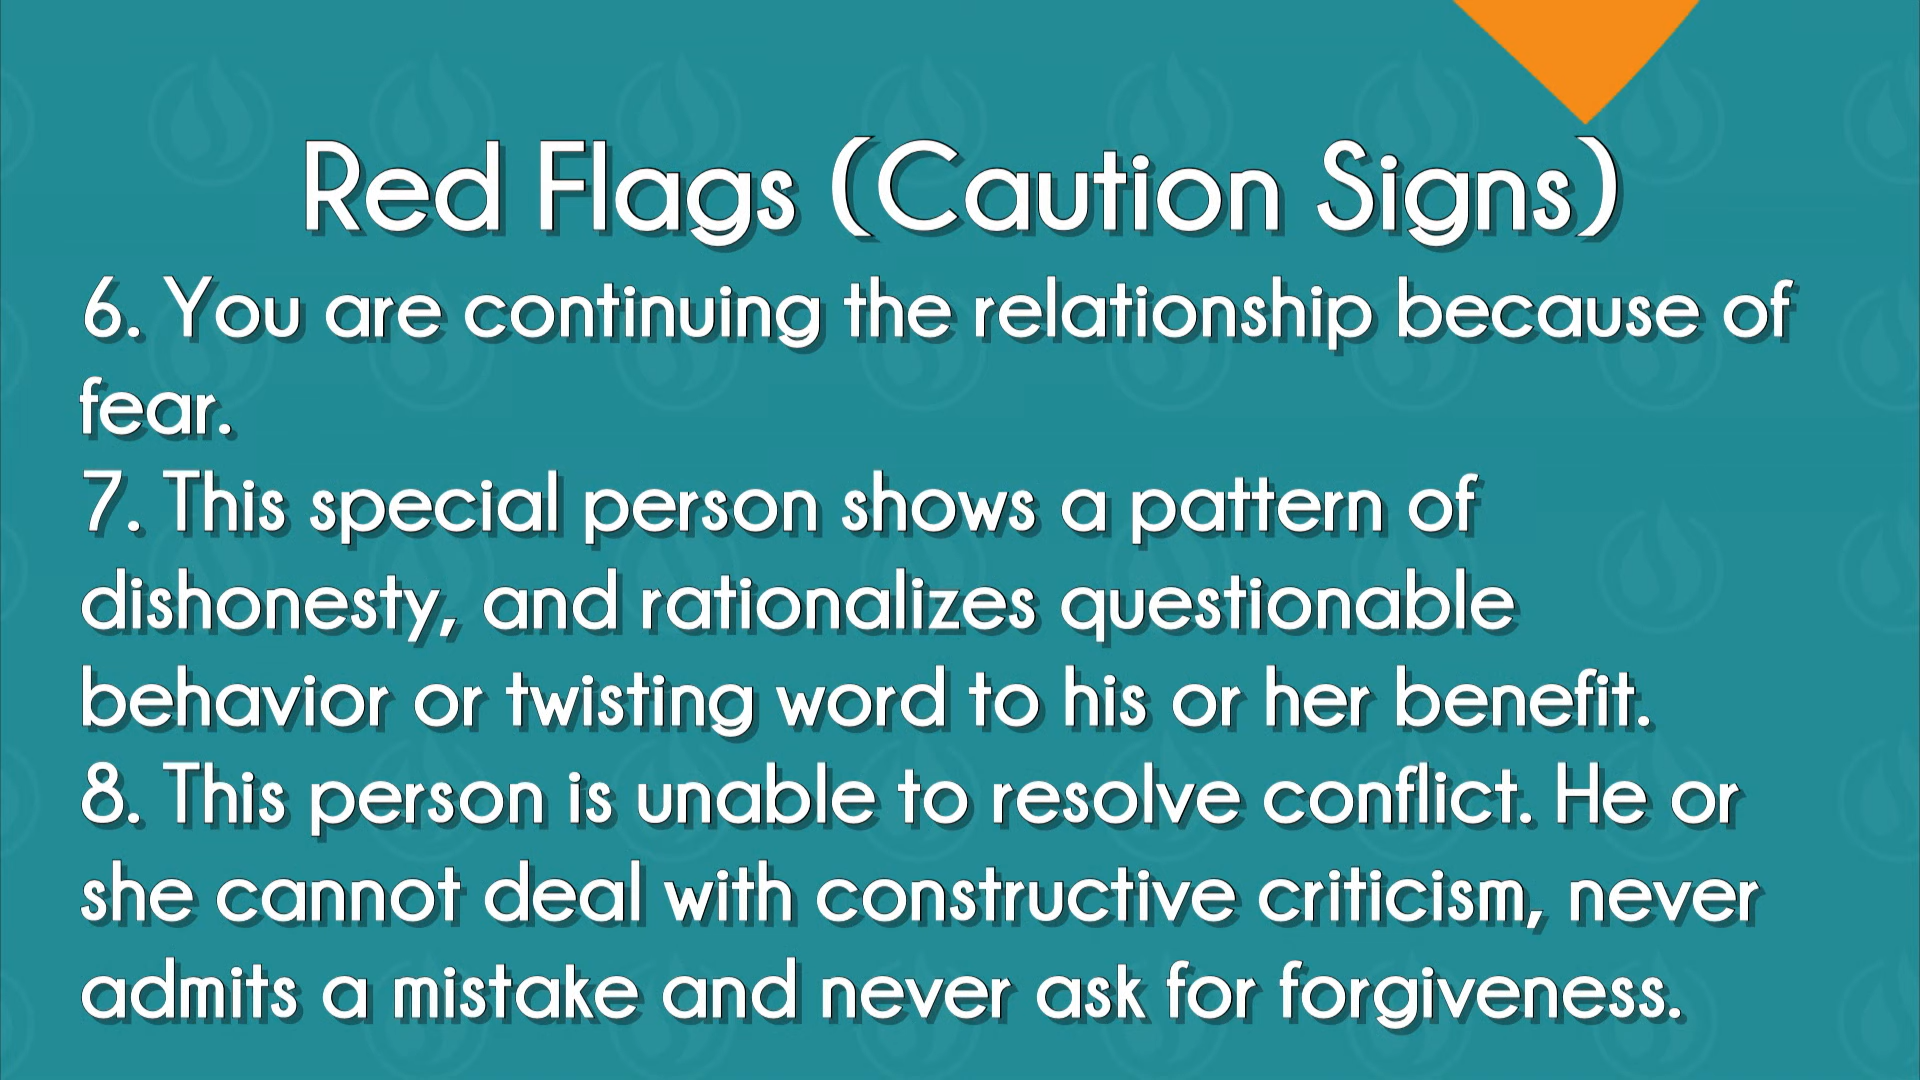 Red Flags (Caution Signs)
6. You are continuing the relationship because of
fear.
7. This special person shows a pattern of
dishonesty, and rationalizes questionable
behavior or twisting word to his or her benefit.
8. This person is unable to resolve conflict. He or
she cannot deal with constructive criticism, never
admits a mistake and never ask for forgiveness.